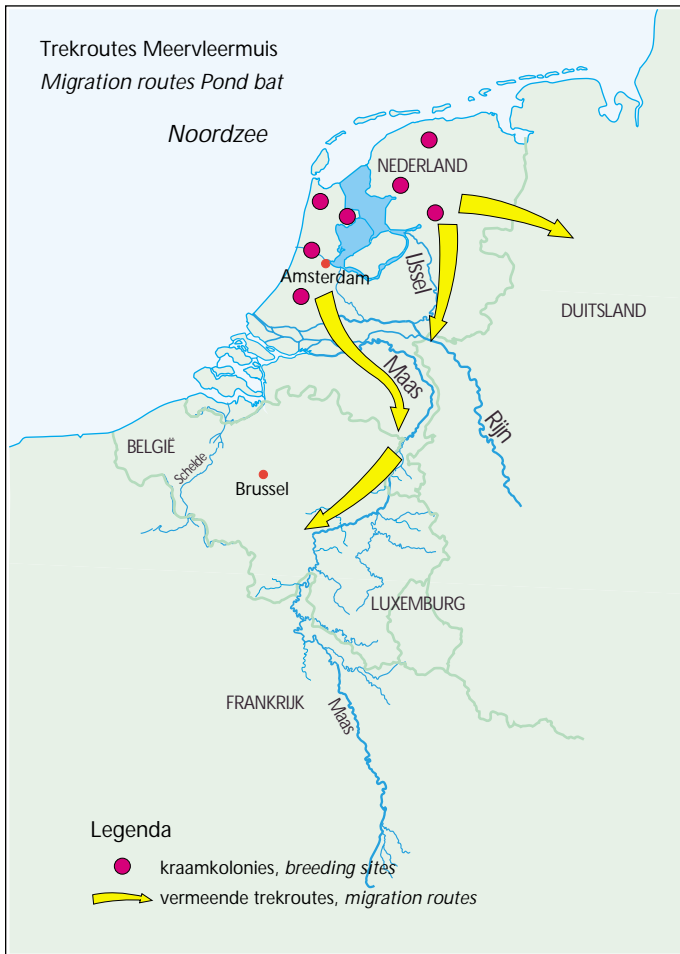 Trekroutes Meervleermuis
Migration routes Pond bat
Noordzee
NEDERLAND
Amsterdam
IJssel
DUITSLAND
Maas
Rijn
BELGIË
Schelde
Brussel
LUXEMBURG
FRANKRIJK
Maas
Legenda
kraamkolonies, breeding sites
vermeende trekroutes, migration routes